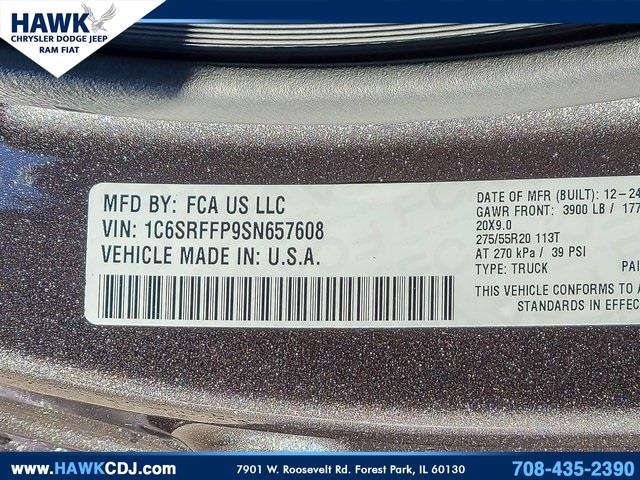 HAWK
CHRYSLER DODGE JEEP
RAM FIAT
MFD BY: FCA US LLC
VIN: 1C6SRFFP9SN657608
VEHICLE MADE IN: U.S.A.
DATE OF MFR (BUILT): 12-24
GAWR FRONT: 3900 LB / 177
20X9.0
275/55R20 113T
AT 270 kPa / 39 PSI
TYPE: TRUCK PAI
THIS VEHICLE CONFORMS TO A
STANDARDS IN EFFEC
www.HAWKCDJ.com 7901 W. Roosevelt Rd. Forest Park, IL 60130 708-435-2390